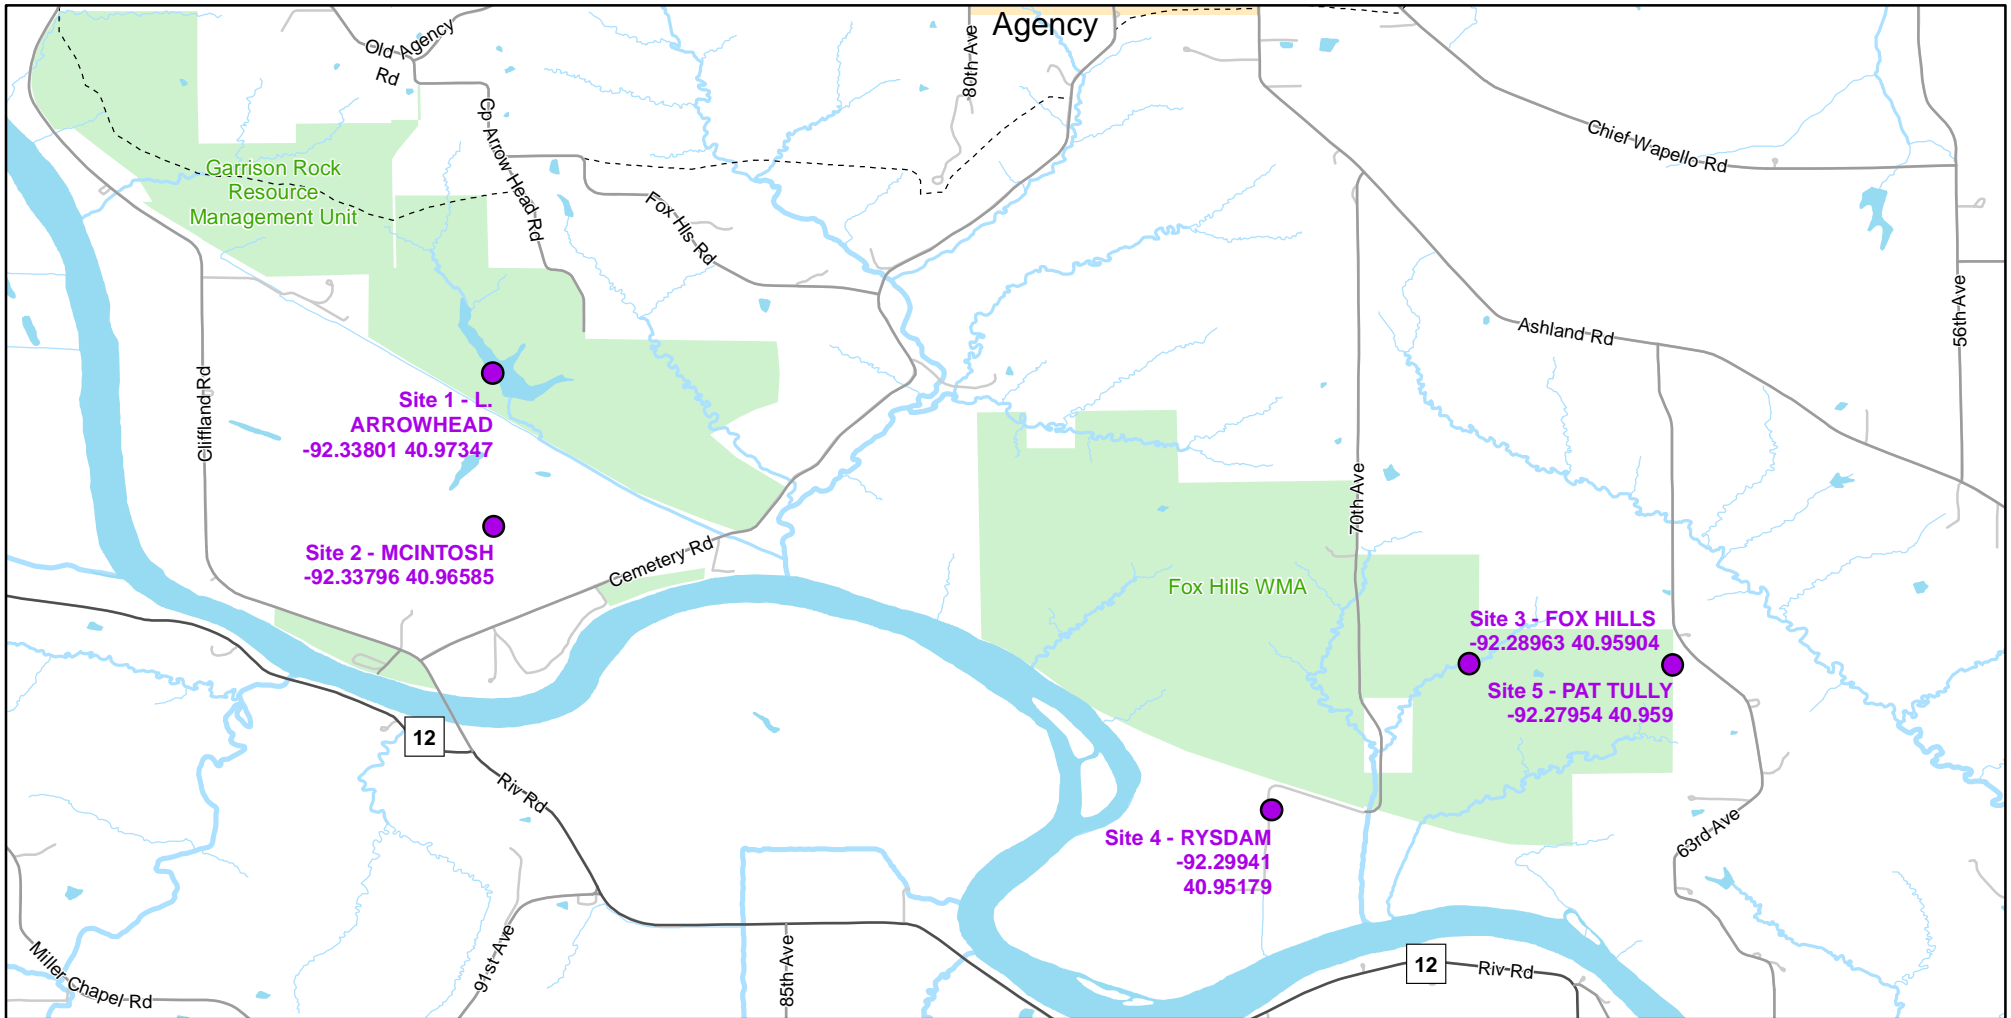 Agency
Old Agency
Rd
80th Ave
Cp Arrow Head Rd
Chief Wapello Rd
Garrison Rock
Resource
Management Unit
Fox Hls Rd
56th Ave
Ashland Rd
Cliffland Rd
Site 1 - L.
ARROWHEAD
-92.33801 40.97347
70th Ave
Site 2 - MCINTOSH
-92.33796 40.96585
Cemetery Rd
Fox Hills WMA
Site 3 - FOX HILLS
-92.28963 40.95904
Site 5 - PAT TULLY
-92.27954 40.959
12
Riv Rd
Site 4 - RYSDAM
-92.29941
40.95179
63rd Ave
Miller Chapel Rd
91st Ave
85th Ave
12
Riv Rd